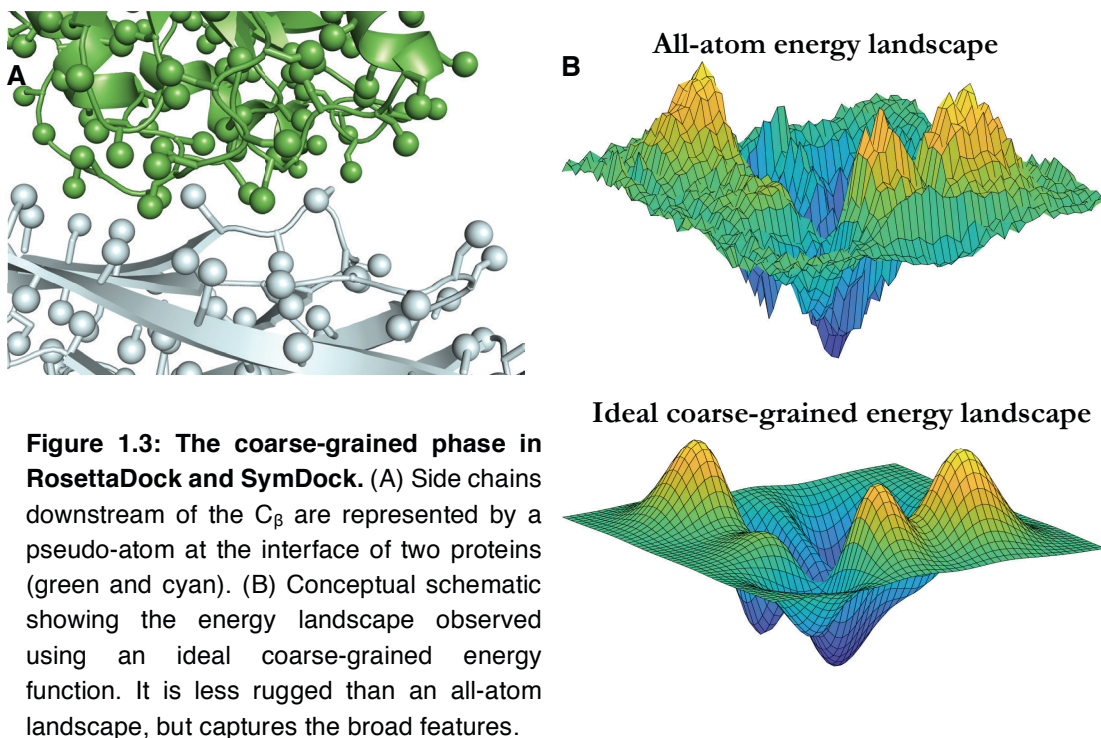 A
B
All-atom energy landscape
Ideal coarse-grained energy landscape
Figure 1.3: The coarse-grained phase in
RosettaDock and SymDock. (A) Side chains
downstream of the Cβ are represented by a
pseudo-atom at the interface of two proteins
(green and cyan). (B) Conceptual schematic
showing the energy landscape observed
using an ideal coarse-grained energy
function. It is less rugged than an all-atom
landscape, but captures the broad features.